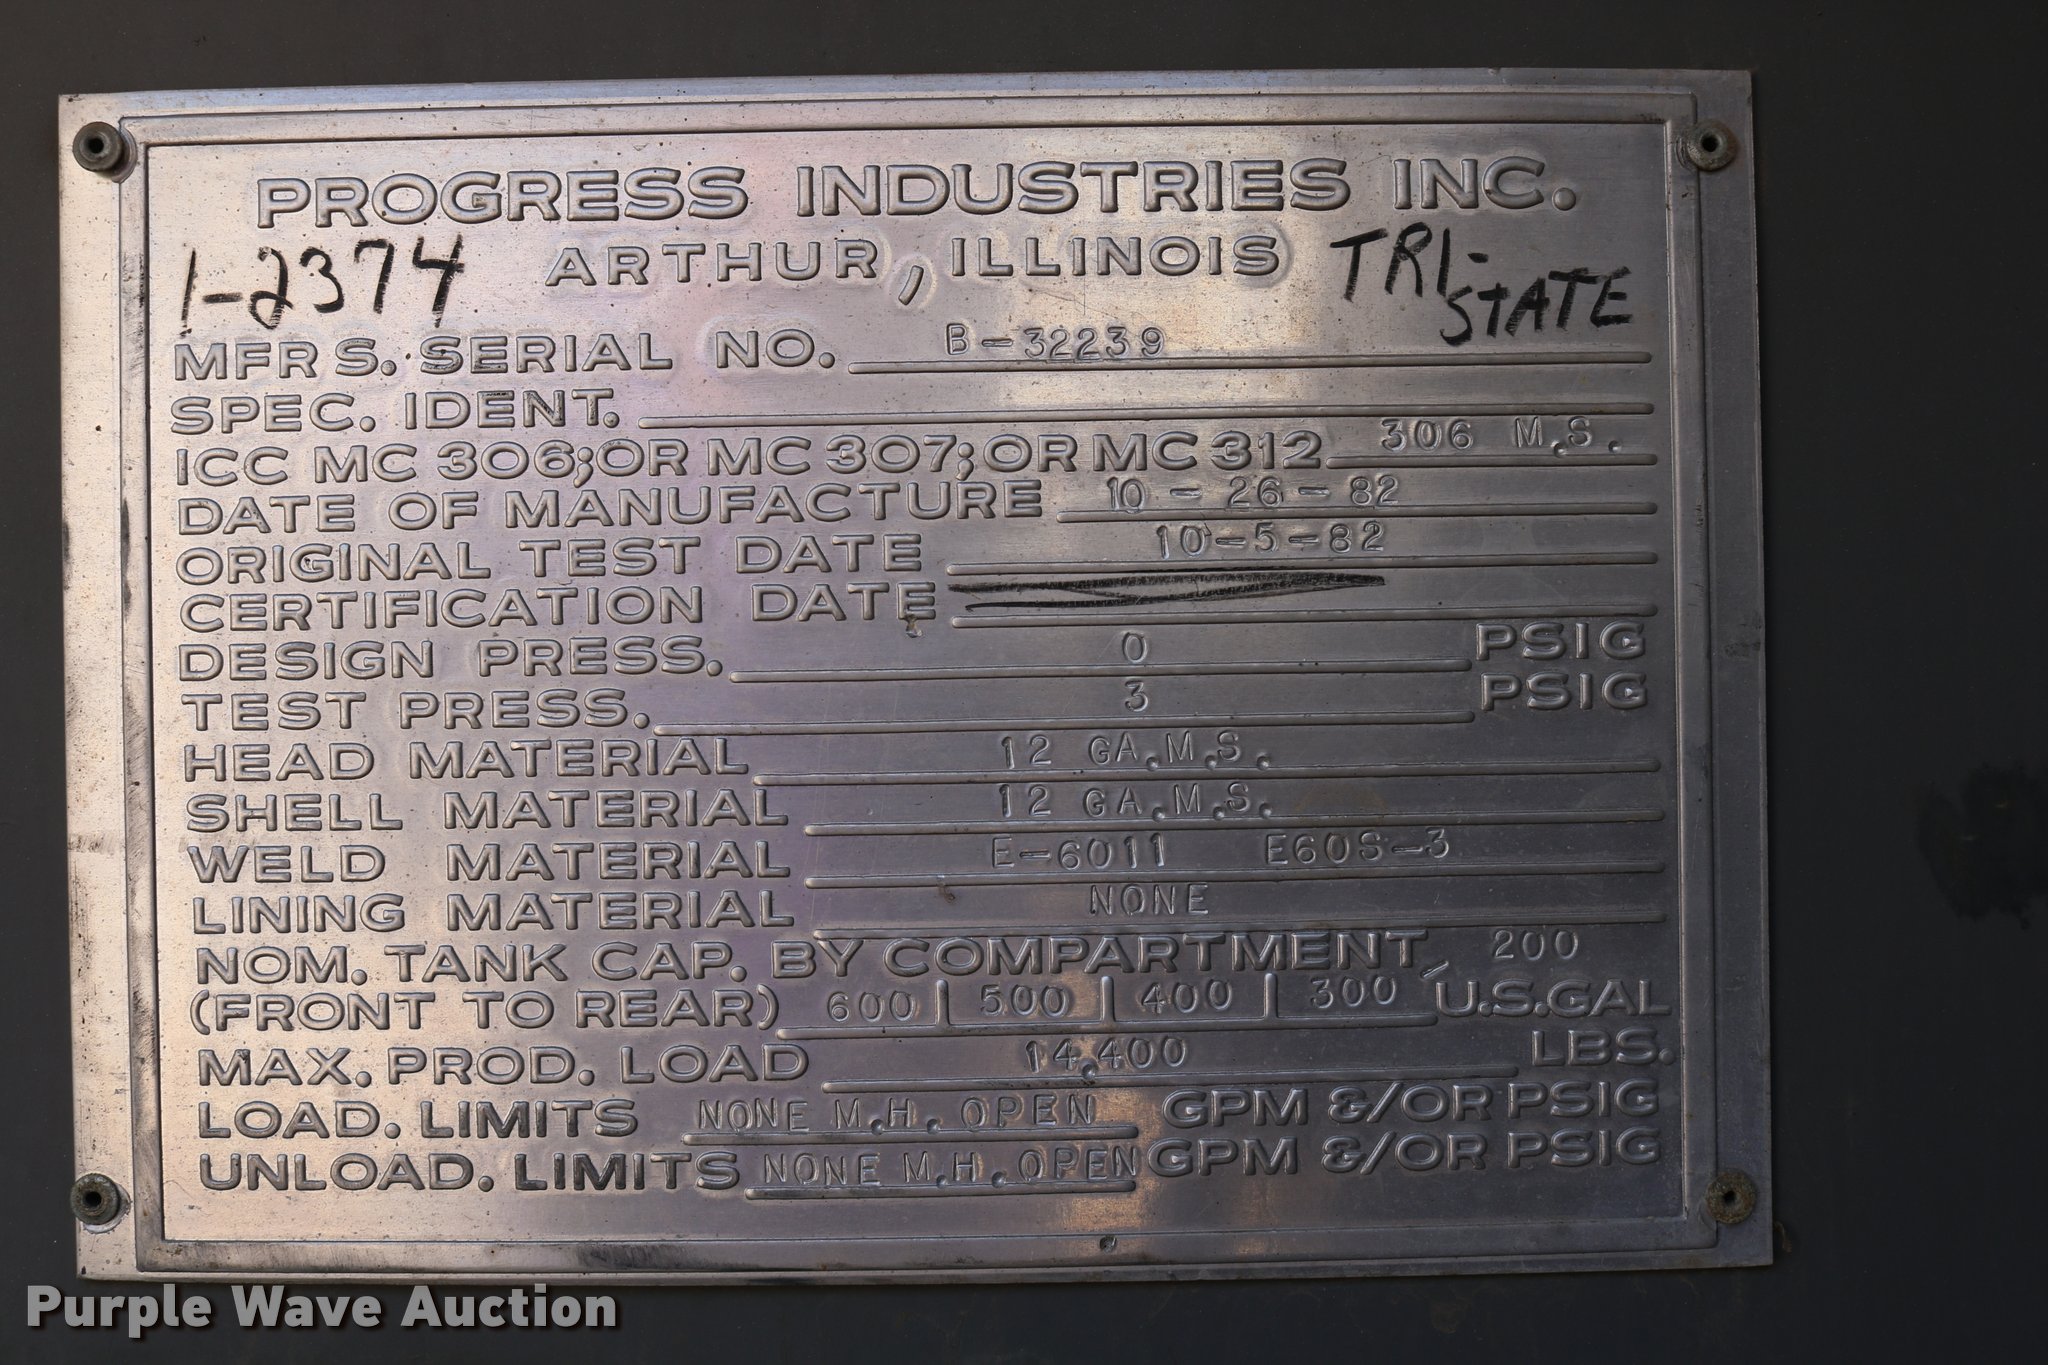 PROGRESS INDUSTRIES INC.
ARTHUR, ILLINOIS
1-2374
TRI-
STATE
MFRS. SERIAL NO. B-32239
SPEC. IDENT.
ICC MC 306; OR MC 307; OR MC 312 306 M.S.
DATE OF MANUFACTURE 10-26-82
ORIGINAL TEST DATE 10-5-82
CERTIFICATION DATE
DESIGN PRESS. 0 PSIG
TEST PRESS. 3 PSIG
HEAD MATERIAL 12 GA.M.S.
SHELL MATERIAL 12 GA.M.S.
WELD MATERIAL E-6011 E60S-3
LINING MATERIAL NONE
NOM. TANK CAP. BY COMPARTMENT, 200
(FRONT TO REAR) 600 | 500 | 400 | 300 U.S.GAL
MAX. PROD. LOAD 14,400 LBS.
LOAD. LIMITS NONE M.H. OPEN GPM &/OR PSIG
UNLOAD. LIMITS NONE M.H. OPEN GPM &/OR PSIG
Purple Wave Auction